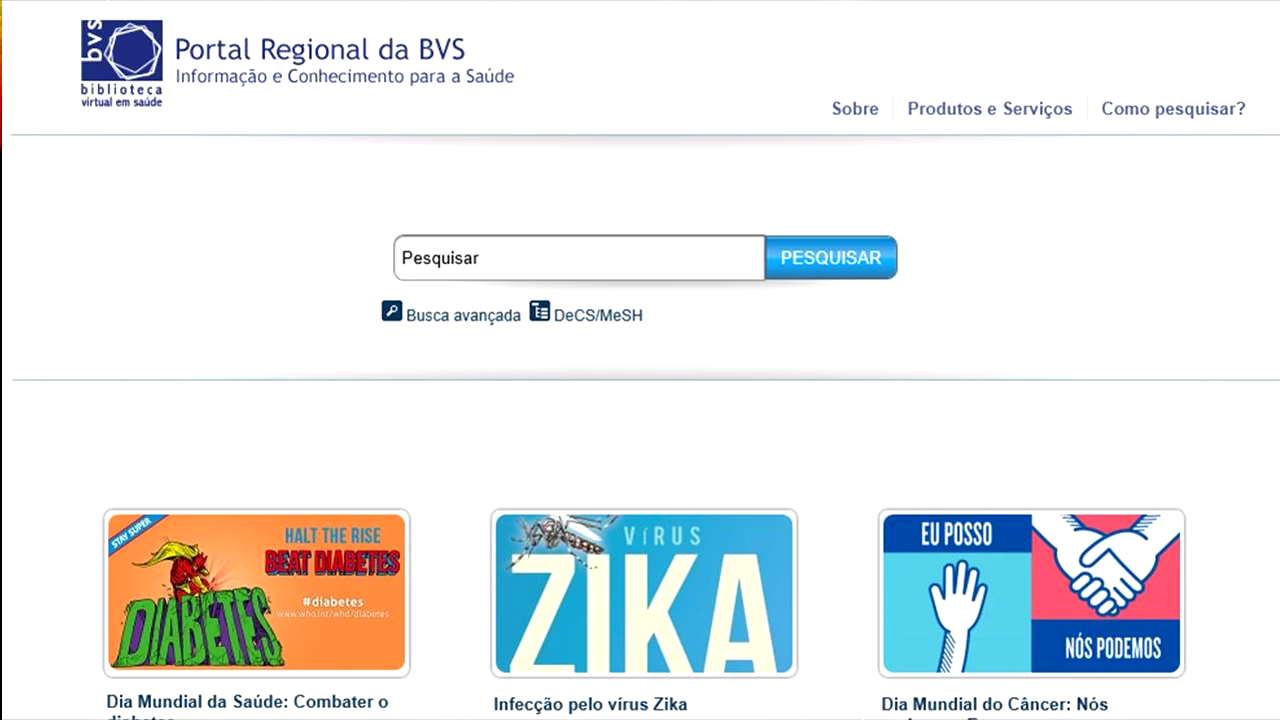 bvs
biblioteca
virtual em saúde
Portal Regional da BVS
Informação e Conhecimento para a Saúde
Sobre
Produtos e Serviços
Como pesquisar?
Pesquisar
PESQUISAR
Busca avançada
DeCS/MeSH
STAY SUPER
HALT THE RISE
BEAT DIABETES
#diabetes
www.who.int/whd/diabetes
DIABETES
VíRUS
ZIKA
EU POSSO
NÓS PODEMOS
Dia Mundial da Saúde: Combater o
Infecção pelo vírus Zika
Dia Mundial do Câncer: Nós